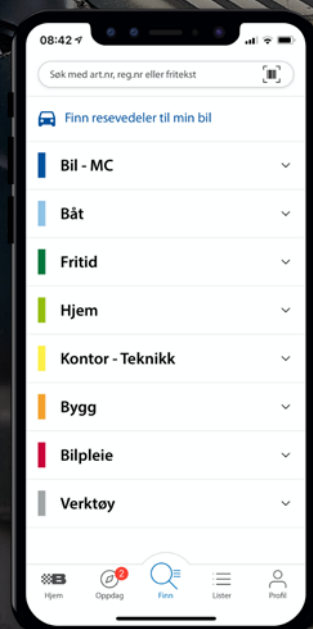 08:42
Søk med art.nr, reg.nr eller fritekst
Finn resevedeler til min bil
Bil - MC
Båt
Fritid
Hjem
Kontor - Teknikk
Bygg
Bilpleie
Verktøy
B
2
Hjem
Oppdag
Finn
Lister
Profil